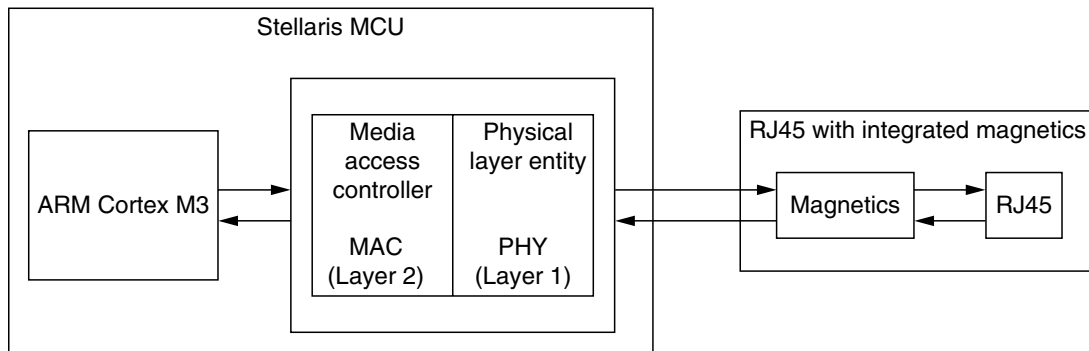 Stellaris MCU
ARM Cortex M3
Media
access
controller
MAC
(Layer 2)
Physical
layer entity
PHY
(Layer 1)
RJ45 with integrated magnetics
Magnetics
RJ45